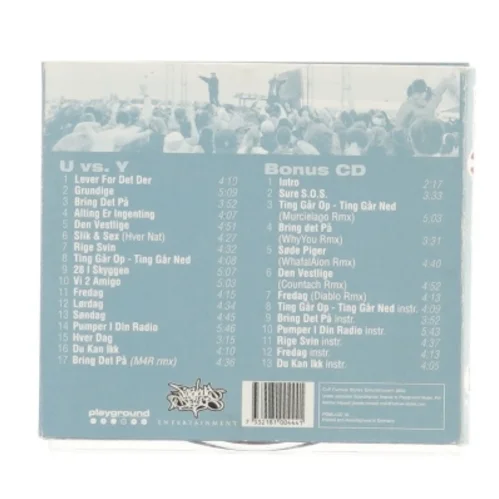 U vs. Y
1 Lover For Det Der 4:10
2 Grundige 5:09
3 Bring Det På 3:52
4 Alting Er Ingenting 4:07
5 Den Vestlige
6 Slik & Sex (Hver Nat) 4:27
7 Rige Svin 4:32
8 Ting Går Op - Ting Går Ned 4:08
9 28 I Skyggen 5:07
10 Vi 2 Amigo 5:03
11 Fredag 4:15
12 Lørdag 4:34
13 Søndag 4:45
14 Pumper I Din Radio 5:46
15 Hver Dag 3:15
16 Du Kan Ikk 4:10
17 Bring Det På (M4R rmx) 4:36
Bonus CD
1 Intro 2:17
2 Sure S.O.S. 3:33
3 Ting Går Op - Ting Går Ned
(Murcielago Rmx) 5:03
4 Bring det På
(WhyYou Rmx) 3:31
5 Søde Piger
(WhafalAion Rmx) 4:40
6 Den Vestlige
(Countach Rmx) 4:52
7 Fredag (Diablo Rmx) 4:13
8 Ting Går Op - Ting Går Ned instr. 4:09
9 Bring Det På instr. 3:52
10 Pumper I Din Radio instr. 5:43
11 Rige Svin instr. 4:37
12 Fredag instr. 4:13
13 Du Kan Ikk instr. 4:05
playground
ENTERTAINMENT